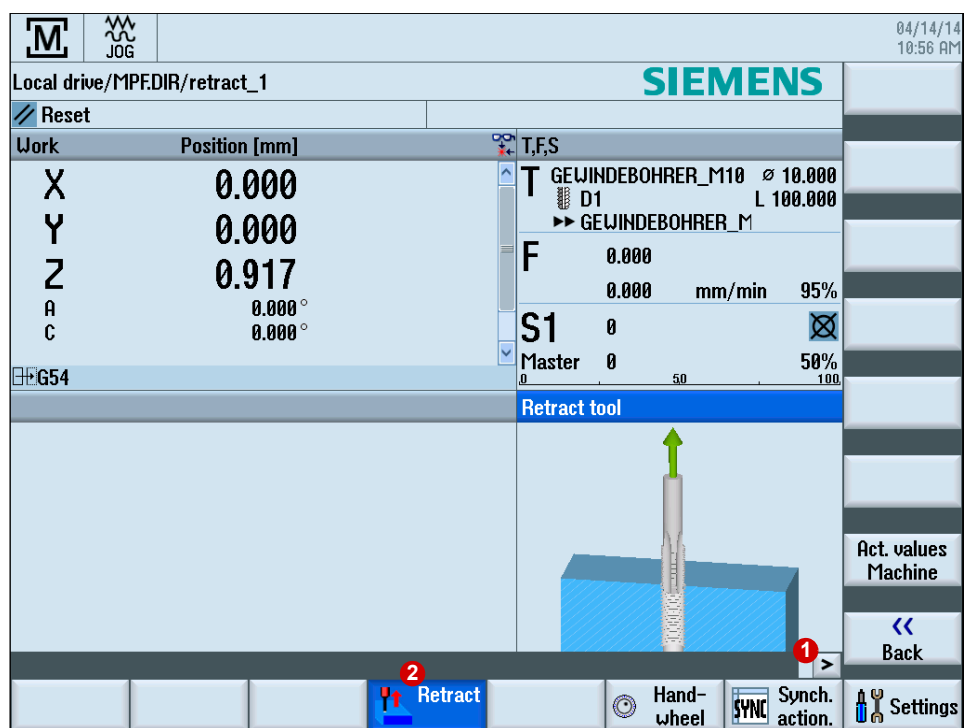 M
JOG
04/14/14
10:56 AM
Local drive/MPF.DIR/retract_1
SIEMENS
Reset
Work Position [mm]
T,F,S
X 0.000
Y 0.000
Z 0.917
A 0.000°
C 0.000°
G54
T GEWINDEBOHRER_M10 ⌀ 10.000
D1 L 100.000
▸▸ GEWINDEBOHRER_M
F 0.000
0.000 mm/min 95%
S1 0
Master 0 50%
0 50 100
Retract tool
Act. values
Machine
<<
Back
1
>
2
Retract
Hand-
wheel
SYNC
Synch.
action.
Settings